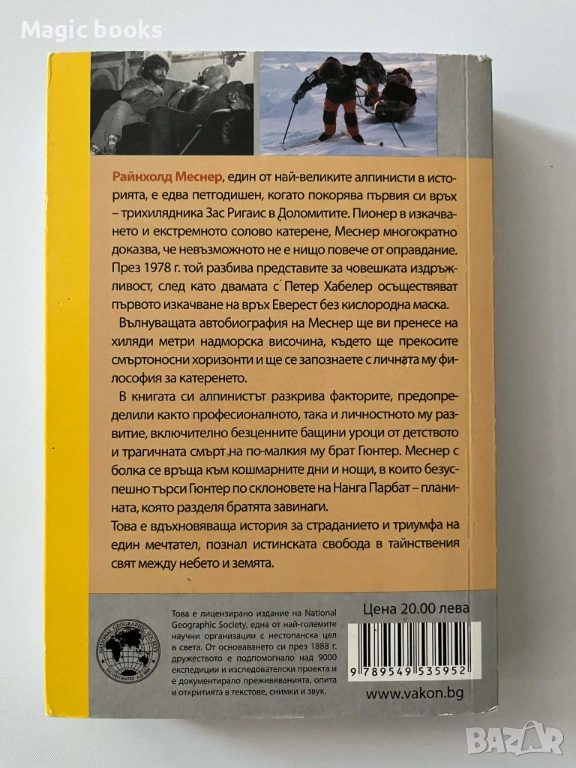 Magic books
Райнхолд Меснер, един от най-великите алпинисти в исто-
рията, е едва петгодишен, когато покорява първия си връх
– трихилядника Зас Ригаис в Доломитите. Пионер в изкачва-
нето и екстремното солово катерене, Меснер многократно
доказва, че невъзможното не е нищо повече от оправдание.
През 1978 г. той разбива представите за човешката издръж-
ливост, след като двамата с Петер Хабелер осъществяват
първото изкачване на връх Еверест без кислородна маска.
Вълнуващата автобиография на Меснер ще ви пренесе на
хиляди метри надморска височина, където ще прекосите
смъртоносни хоризонти и ще се запознаете с личната му фи-
лософия за катеренето.
В книгата си алпинистът разкрива факторите, предопре-
делили както професионалното, така и личностното му раз-
витие, включително безценните бащини уроци от детството
и трагичната смърт на по-малкия му брат Гюнтер. Меснер с
болка се връща към кошмарните дни и нощи, в които безус-
пешно търси Гюнтер по склоновете на Нанга Парбат – плани-
ната, която разделя братята завинаги.
Това е вдъхновяваща история за страданието и триумфа на
един мечтател, познал истинската свобода в тайнствения
свят между небето и земята.
Това е лицензирано издание на National
Geographic Society, една от най-големите
научни организации с нестопанска цел
в света. От основаването си през 1888 г.
дружеството е подпомогнало над 9000
експедиции и изследователски проекта и
е документирало преживяванията, опита
и откритията в текстове, снимки и звук.
Цена 20.00 лева
9 789549 535952
www.vakon.bg
BAZAR